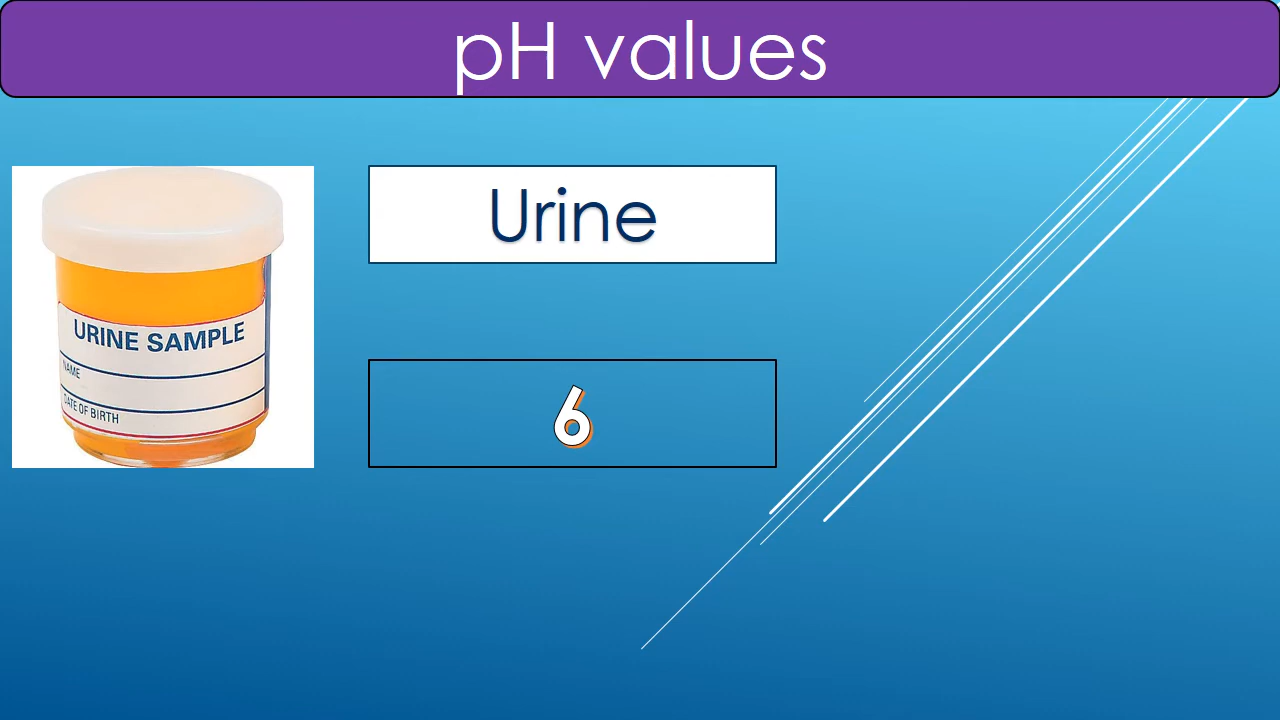 pH values
Urine
URINE SAMPLE
NAME
DATE OF BIRTH
6